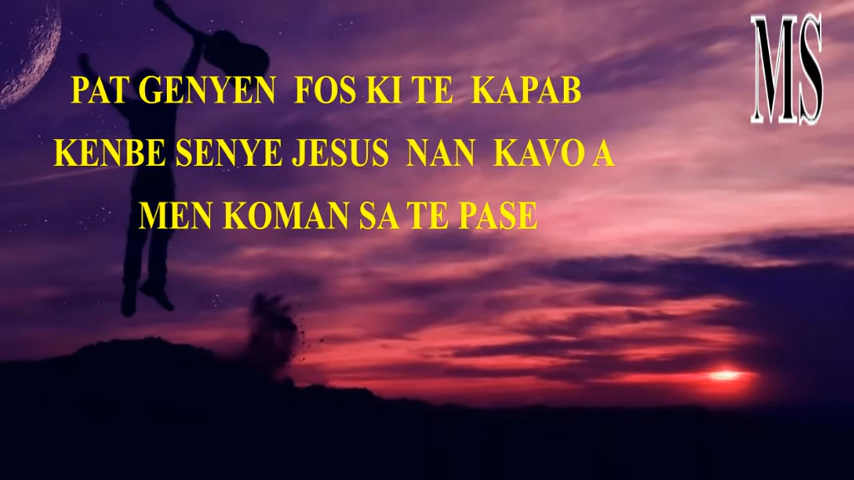 MS
PAT GENYEN FOS KI TE KAPAB
KENBE SENYE JESUS NAN KAVO A
MEN KOMAN SA TE PASE